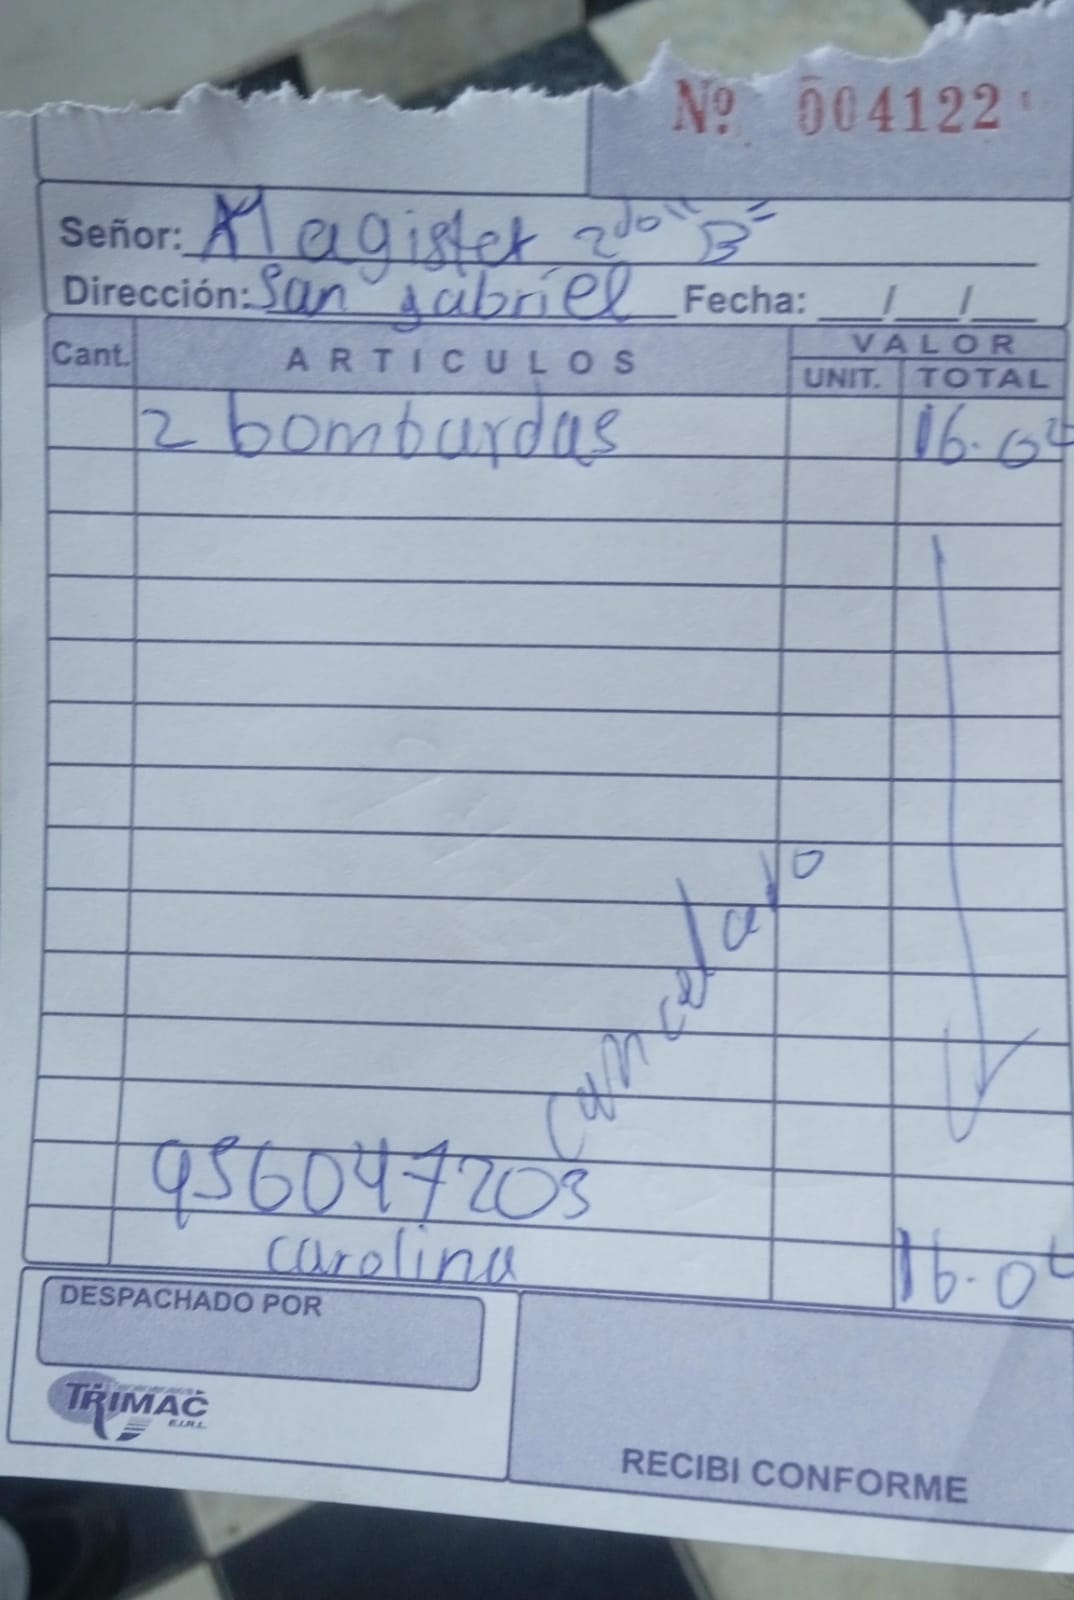 Nº 004122
Señor: Magister 2do "B"
Dirección: San gabriel Fecha: __/__/__
Cant. ARTICULOS VALOR
UNIT. TOTAL
2 bombardas 16.00
cancelado
956047203
carolina 16.00
DESPACHADO POR
TRIMAC
E.I.R.L.
RECIBI CONFORME